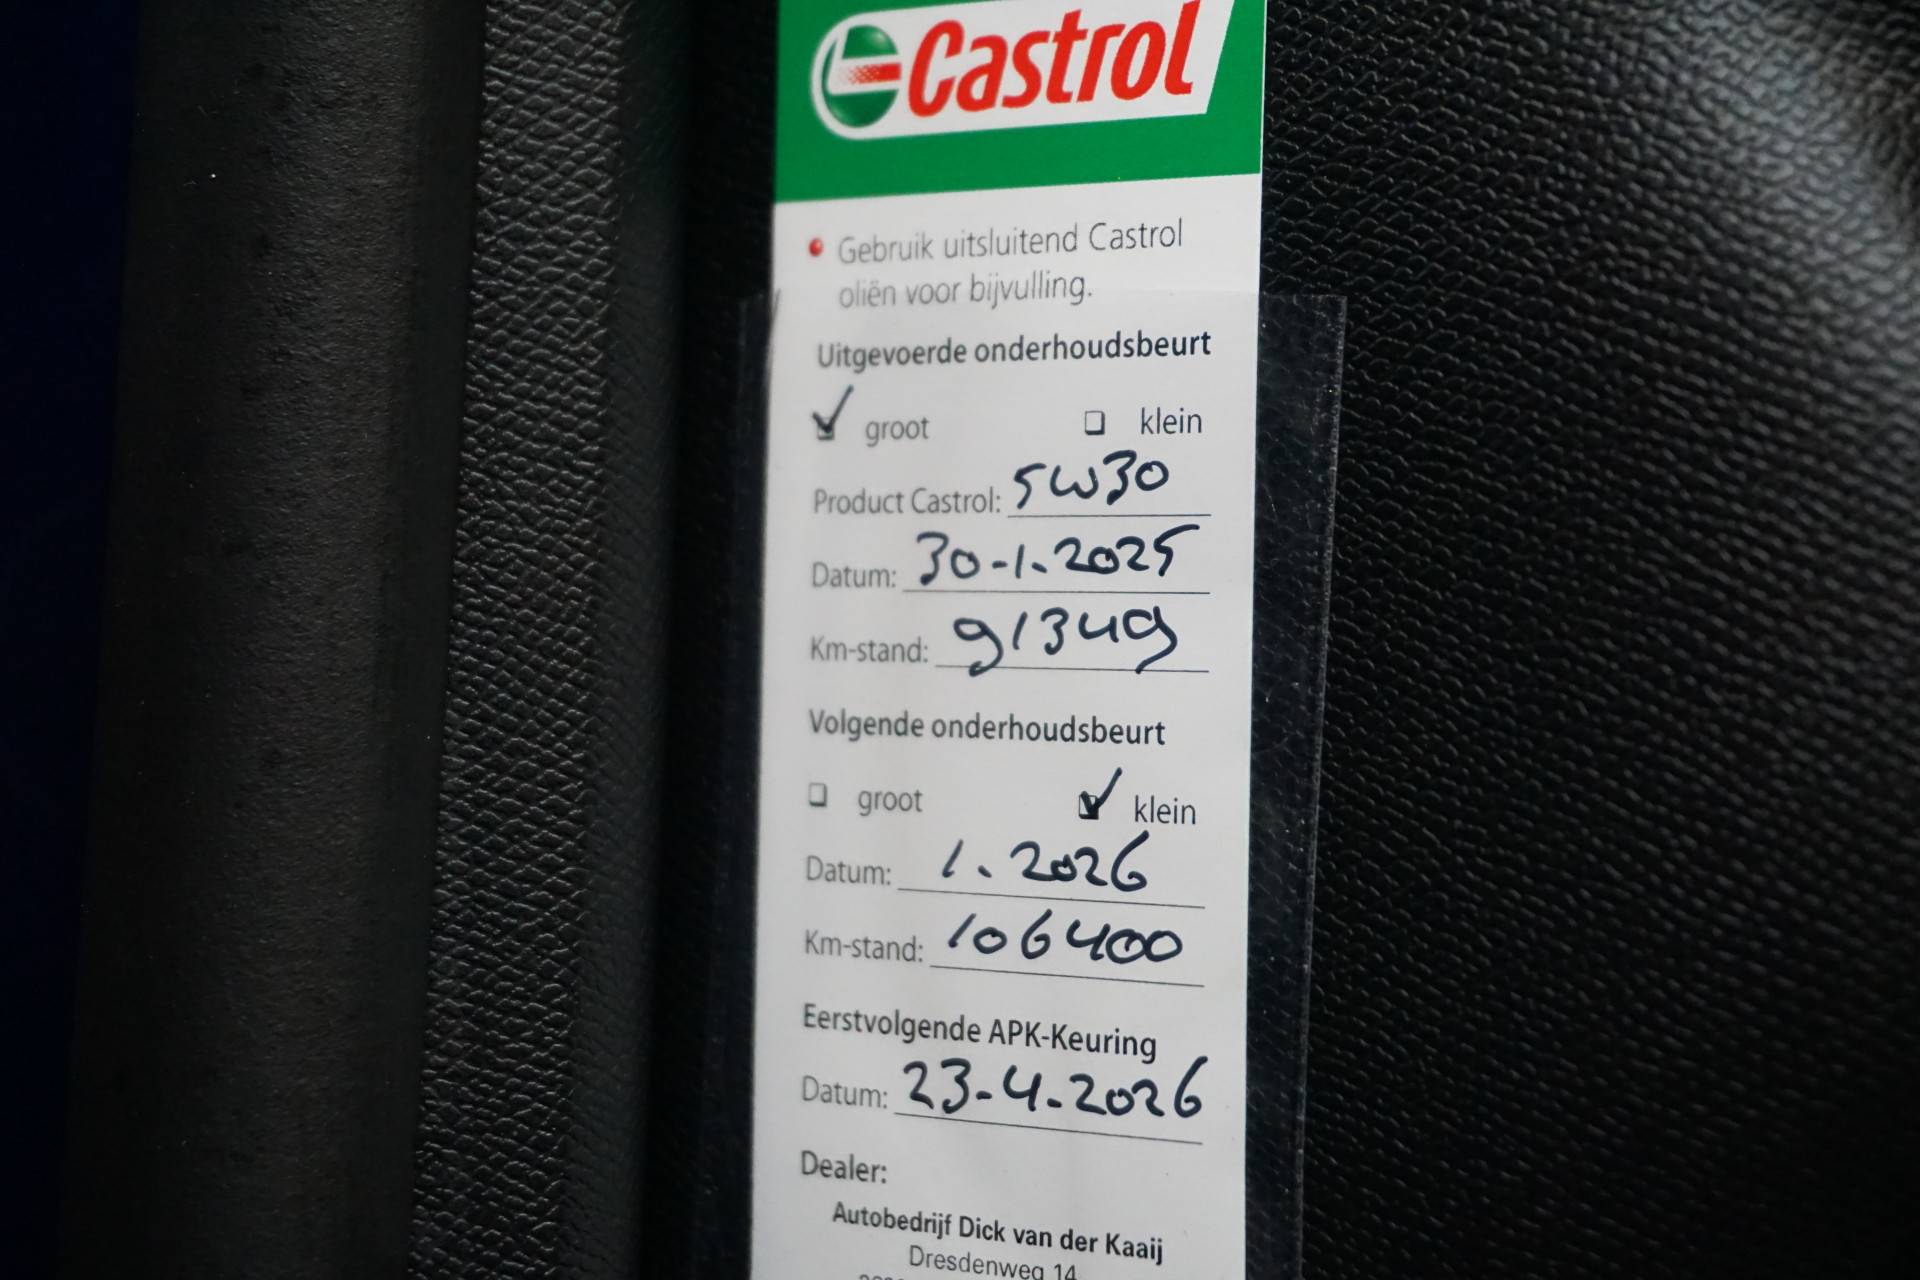 Castrol
Gebruik uitsluitend Castrol
oliën voor bijvulling.
Uitgevoerde onderhoudsbeurt
groot klein
Product Castrol: 5W30
Datum: 30-1-2025
Km-stand: 91349
Volgende onderhoudsbeurt
groot klein
Datum: 1-2026
Km-stand: 106400
Eerstvolgende APK-Keuring
Datum: 23-4-2026
Dealer:
Autobedrijf Dick van der Kaaij
Dresdenweg 14